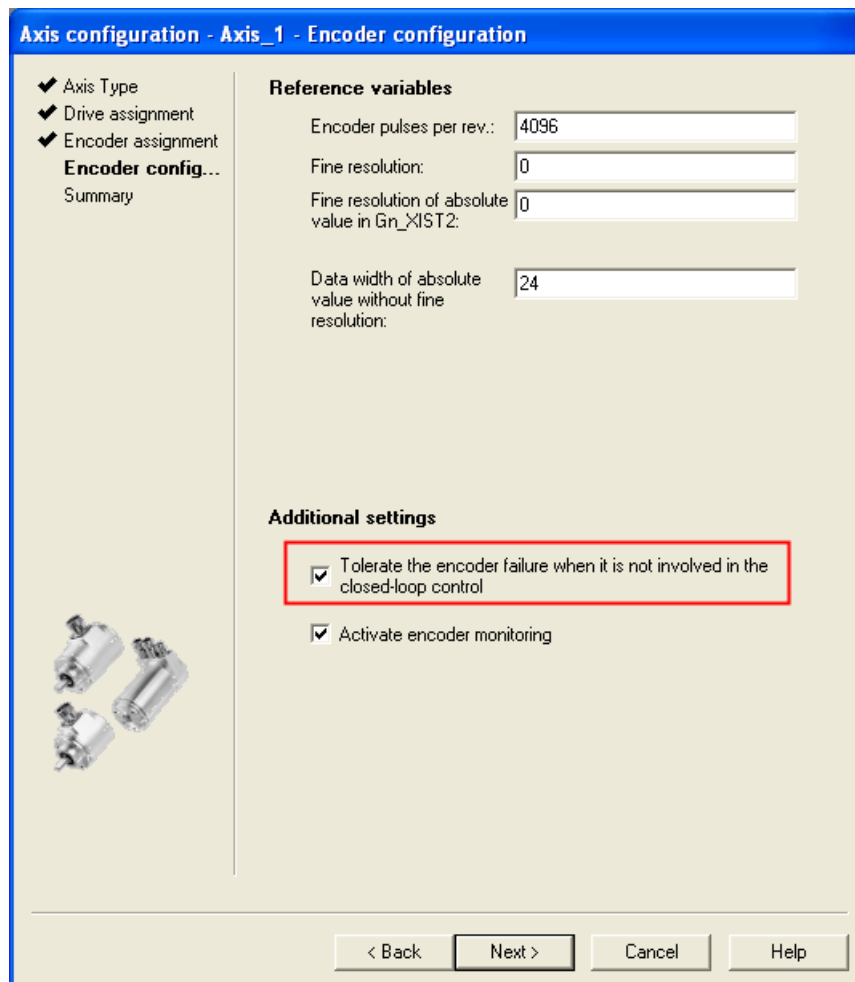 Axis configuration - Axis_1 - Encoder configuration
Axis Type
Drive assignment
Encoder assignment
Encoder config...
Summary
Reference variables
Encoder pulses per rev.: 4096
Fine resolution: 0
Fine resolution of absolute
value in Gn_XIST2: 0
Data width of absolute
value without fine
resolution: 24
Additional settings
Tolerate the encoder failure when it is not involved in the
closed-loop control
Activate encoder monitoring
< Back Next > Cancel Help